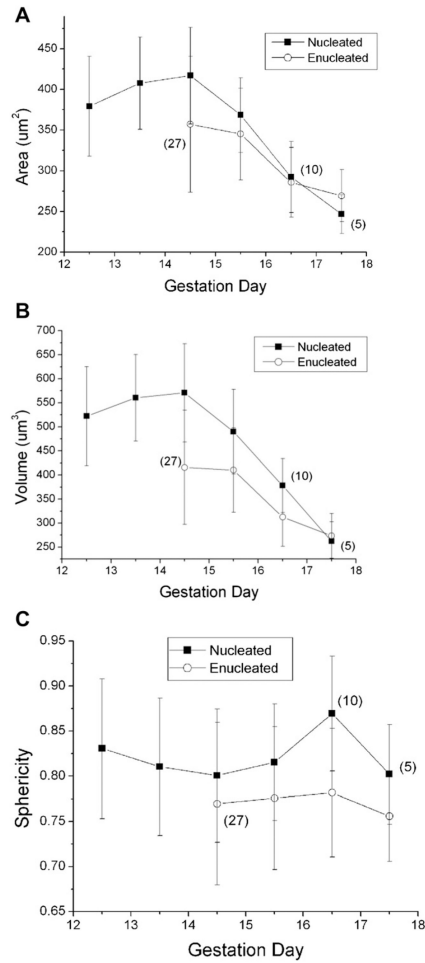 A
Nucleated
Enucleated
450
400
350
300
250
200
Area (um²)
(27)
(10)
(5)
12 13 14 15 16 17 18
Gestation Day
B
Nucleated
Enucleated
700
650
600
550
500
450
400
350
300
250
Volume (um³)
(27)
(10)
(5)
12 13 14 15 16 17 18
Gestation Day
C
Nucleated
Enucleated
0.95
0.90
0.85
0.80
0.75
0.70
0.65
Sphericity
(10)
(5)
(27)
12 13 14 15 16 17 18
Gestation Day